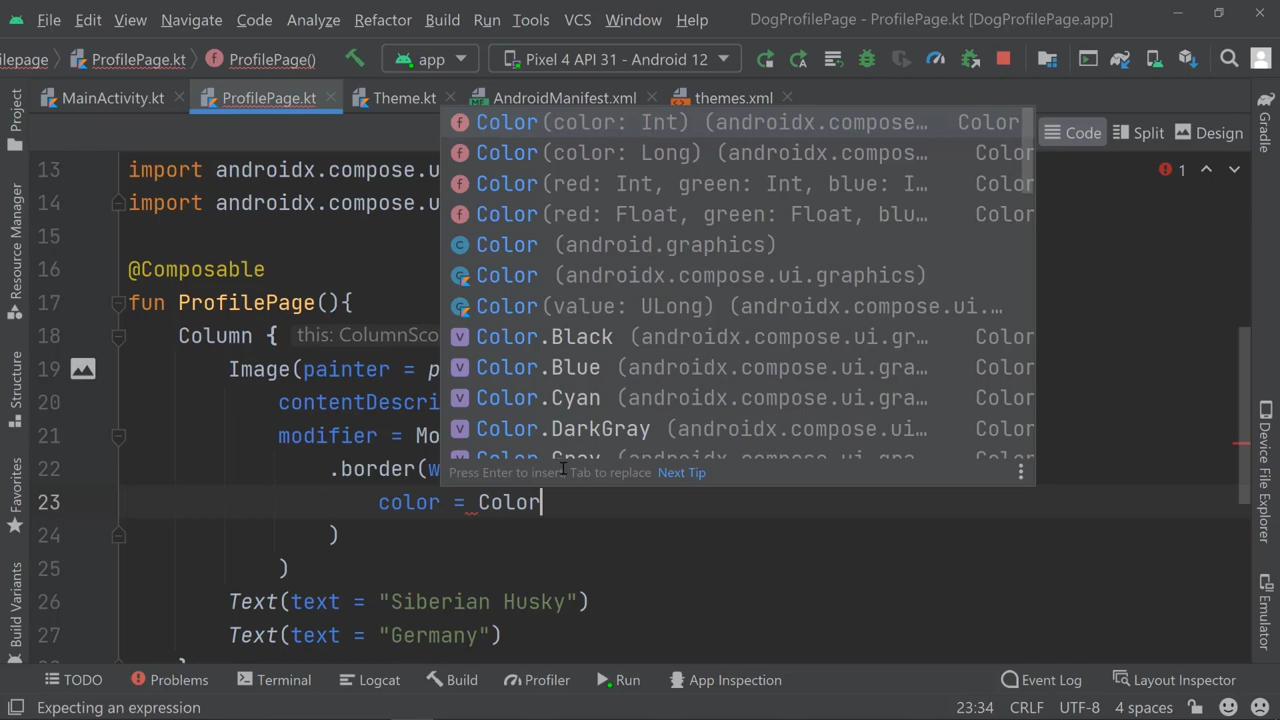 File Edit View Navigate Code Analyze Refactor Build Run Tools VCS Window Help DogProfilePage - ProfilePage.kt [DogProfilePage.app]
ilepage ProfilePage.kt ProfilePage() app Pixel 4 API 31 - Android 12
MainActivity.kt ProfilePage.kt Theme.kt AndroidManifest.xml themes.xml
Code Split Design
1
Color(color: Int) (androidx.compose… Color
Color(color: Long) (androidx.compos… Color
Color(red: Int, green: Int, blue: I… Color
Color(red: Float, green: Float, blu… Color
Color (android.graphics)
Color (androidx.compose.ui.graphics)
Color(value: ULong) (androidx.compose.ui.…
Color.Black (androidx.compose.ui.gr… Color
Color.Blue (androidx.compose.ui.gra… Color
Color.Cyan (androidx.compose.ui.gra… Color
Color.DarkGray (androidx.compose.ui… Color
Color.Gray (androidx.compose.ui.gra… Color
Press Enter to insert, Tab to replace Next Tip
13 import androidx.compose.u
14 import androidx.compose.u
15
16 @Composable
17 fun ProfilePage(){
18 Column { this: ColumnSco
19 Image(painter = p
20 contentDescri
21 modifier = Mo
22 .border(w
23 color = Color
24 )
25 )
26 Text(text = "Siberian Husky")
27 Text(text = "Germany")
28 }
Project
Resource Manager
Structure
Favorites
Build Variants
Gradle
Device File Explorer
Emulator
TODO Problems Terminal Logcat Build Profiler Run App Inspection Event Log Layout Inspector
Expecting an expression 23:34 CRLF UTF-8 4 spaces